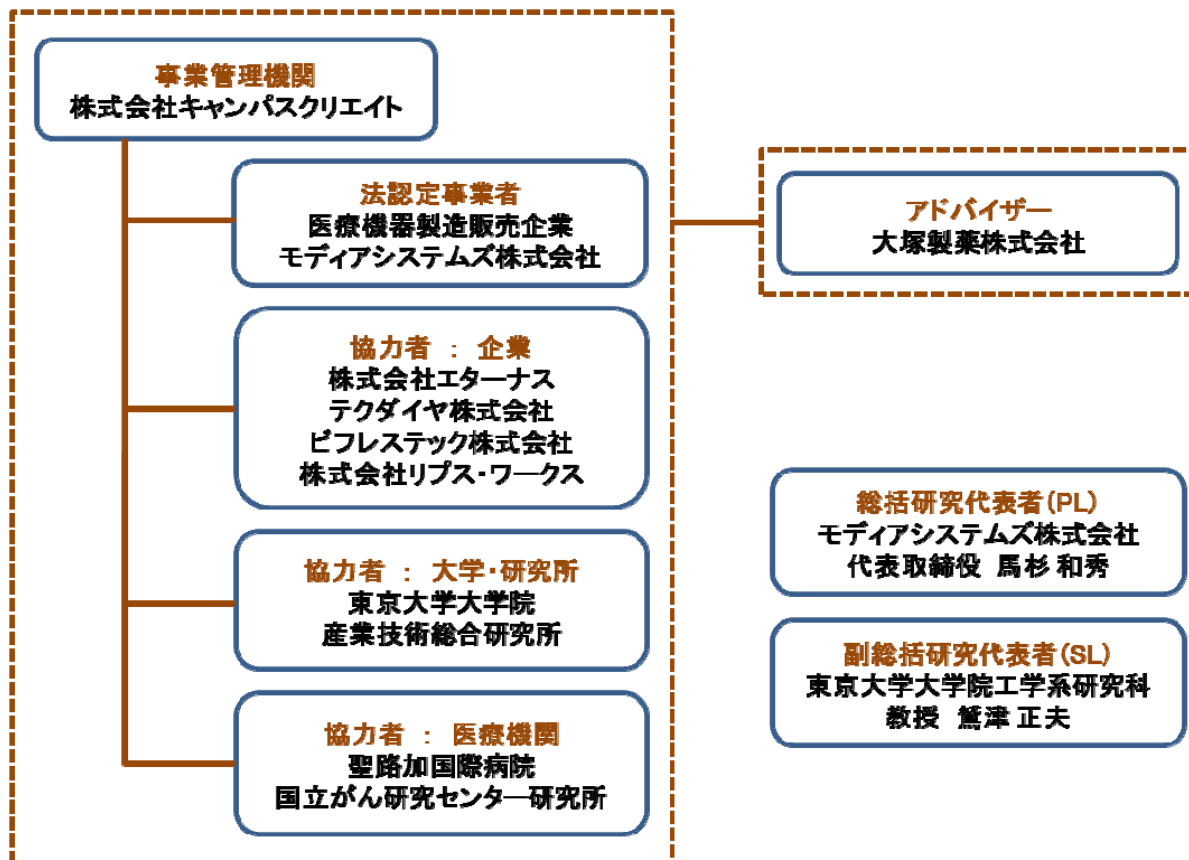 事業管理機関
株式会社キャンパスクリエイト
法認定事業者
医療機器製造販売企業
モディアシステムズ株式会社
協力者 ： 企業
株式会社エターナス
テクダイヤ株式会社
ビフレステック株式会社
株式会社リプス・ワークス
協力者 ： 大学・研究所
東京大学大学院
産業技術総合研究所
協力者 ： 医療機関
聖路加国際病院
国立がん研究センター研究所
アドバイザー
大塚製薬株式会社
総括研究代表者(PL)
モディアシステムズ株式会社
代表取締役 馬杉 和秀
副総括研究代表者(SL)
東京大学大学院工学系研究科
教授 鷲津 正夫